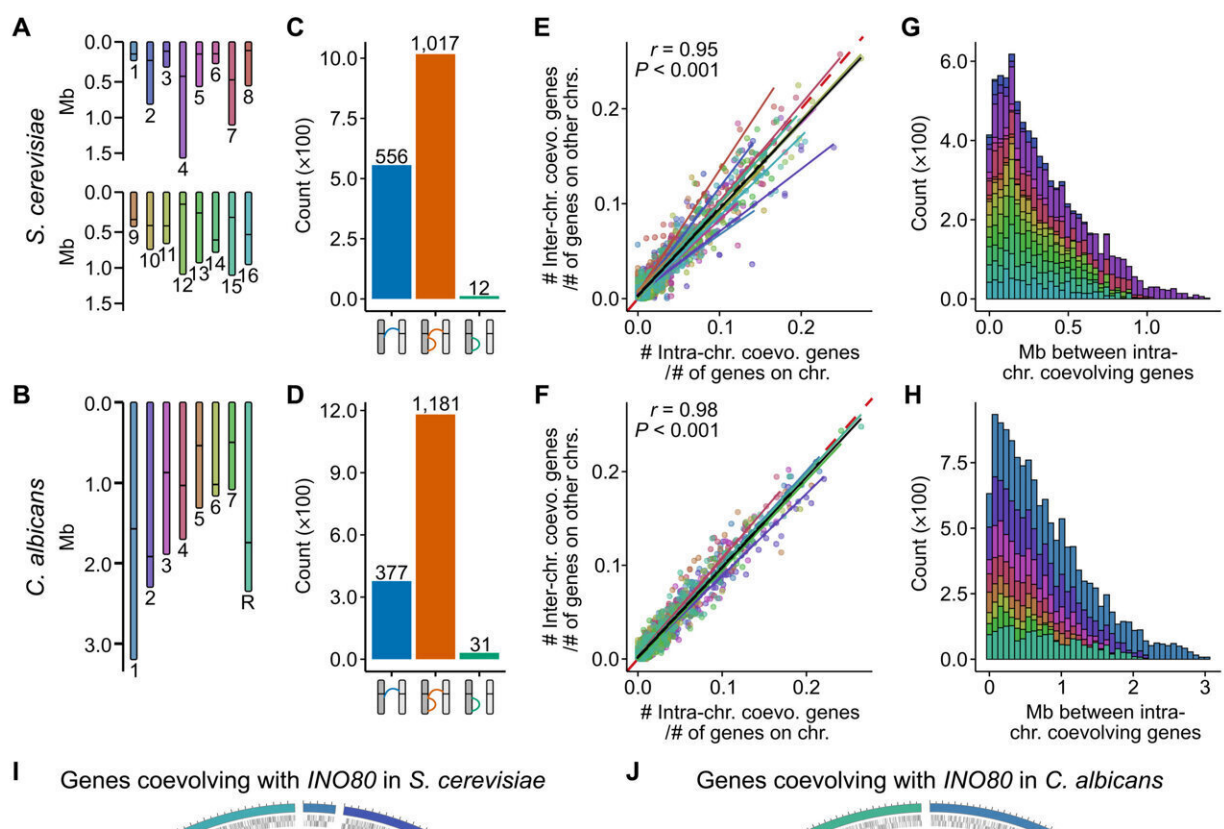 A
S. cerevisiae
Mb
0.0
0.5
1.0
1.5
1
2
3
4
5
6
7
8
Mb
0.0
0.5
1.0
1.5
9
10
11
12
13
14
15
16
C
Count (×100)
10.0
7.5
5.0
2.5
0.0
556
1,017
12
E
r = 0.95
P < 0.001
# Inter-chr. coevo. genes
/# of genes on other chrs.
0.2
0.1
0.0
0.0
0.1
0.2
# Intra-chr. coevo. genes
/# of genes on chr.
G
Count (×100)
6.0
4.0
2.0
0.0
0.0
0.5
1.0
Mb between intra-
chr. coevolving genes
B
C. albicans
Mb
0.0
1.0
2.0
3.0
1
2
3
4
5
6
7
R
D
Count (×100)
12.0
9.0
6.0
3.0
0.0
377
1,181
31
F
r = 0.98
P < 0.001
# Inter-chr. coevo. genes
/# of genes on other chrs.
0.2
0.1
0.0
0.0
0.1
0.2
# Intra-chr. coevo. genes
/# of genes on chr.
H
Count (×100)
7.5
5.0
2.5
0.0
0
1
2
3
Mb between intra-
chr. coevolving genes
I
Genes coevolving with INO80 in S. cerevisiae
J
Genes coevolving with INO80 in C. albicans